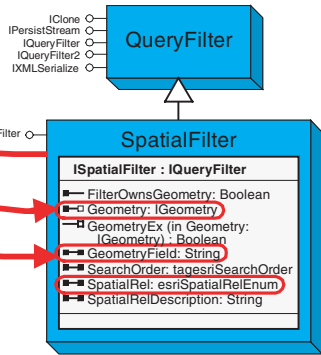 IClone
IPersistStream
IQueryFilter
IQueryFilter2
IXMLSerialize
QueryFilter
Filter
SpatialFilter
ISpatialFilter : IQueryFilter
FilterOwnsGeometry: Boolean
Geometry: IGeometry
GeometryEx (in Geometry:
IGeometry) : Boolean
GeometryField: String
SearchOrder: tagesriSearchOrder
SpatialRel: esriSpatialRelEnum
SpatialRelDescription: String